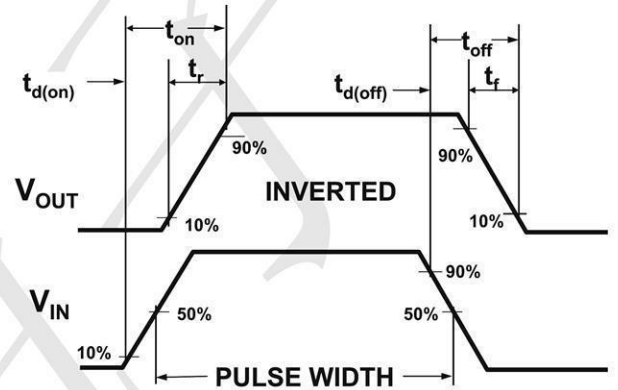 t_on
t_off
t_d(on)
t_r
t_d(off)
t_f
90%
90%
V_OUT
INVERTED
10%
10%
90%
V_IN
50%
50%
10%
PULSE WIDTH